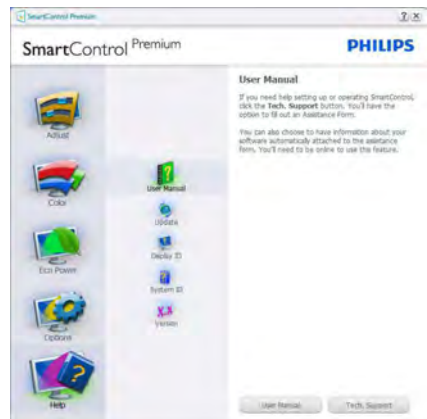 SmartControl Premium
SmartControl Premium
PHILIPS
Adjust
Color
Eco Power
Options
Help
User Manual
Update
Display ID
System ID
Version
User Manual
If you need help setting up or operating SmartControl,
click the Tech. Support button. You'll have the
option to fill out an Assistance Form.
You can also choose to have information about your
software automatically attached to the assistance
form. You'll need to be online to use this feature.
User Manual
Tech. Support